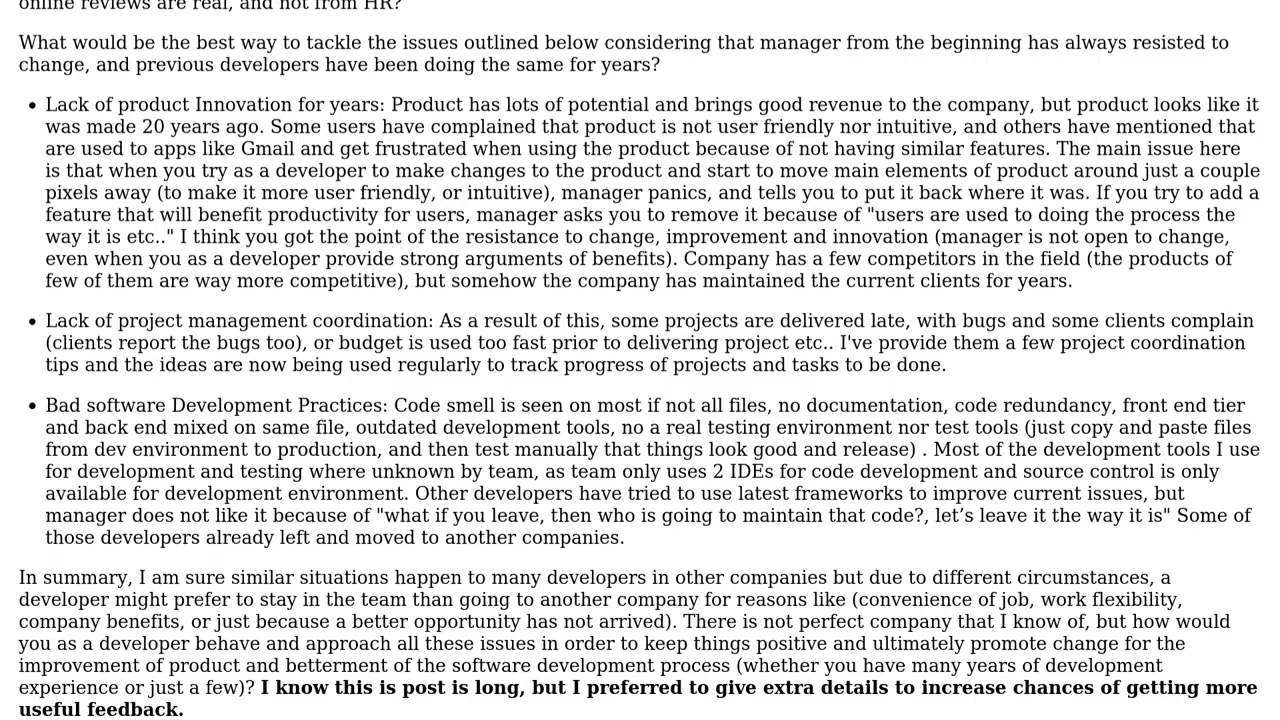 online reviews are real, and not from HR?
What would be the best way to tackle the issues outlined below considering that manager from the beginning has always resisted to
change, and previous developers have been doing the same for years?
• Lack of product Innovation for years: Product has lots of potential and brings good revenue to the company, but product looks like it
was made 20 years ago. Some users have complained that product is not user friendly nor intuitive, and others have mentioned that
are used to apps like Gmail and get frustrated when using the product because of not having similar features. The main issue here
is that when you try as a developer to make changes to the product and start to move main elements of product around just a couple
pixels away (to make it more user friendly, or intuitive), manager panics, and tells you to put it back where it was. If you try to add a
feature that will benefit productivity for users, manager asks you to remove it because of "users are used to doing the process the
way it is etc.." I think you got the point of the resistance to change, improvement and innovation (manager is not open to change,
even when you as a developer provide strong arguments of benefits). Company has a few competitors in the field (the products of
few of them are way more competitive), but somehow the company has maintained the current clients for years.
• Lack of project management coordination: As a result of this, some projects are delivered late, with bugs and some clients complain
(clients report the bugs too), or budget is used too fast prior to delivering project etc.. I've provide them a few project coordination
tips and the ideas are now being used regularly to track progress of projects and tasks to be done.
• Bad software Development Practices: Code smell is seen on most if not all files, no documentation, code redundancy, front end tier
and back end mixed on same file, outdated development tools, no a real testing environment nor test tools (just copy and paste files
from dev environment to production, and then test manually that things look good and release) . Most of the development tools I use
for development and testing where unknown by team, as team only uses 2 IDEs for code development and source control is only
available for development environment. Other developers have tried to use latest frameworks to improve current issues, but
manager does not like it because of "what if you leave, then who is going to maintain that code?, let’s leave it the way it is" Some of
those developers already left and moved to another companies.
In summary, I am sure similar situations happen to many developers in other companies but due to different circumstances, a
developer might prefer to stay in the team than going to another company for reasons like (convenience of job, work flexibility,
company benefits, or just because a better opportunity has not arrived). There is not perfect company that I know of, but how would
you as a developer behave and approach all these issues in order to keep things positive and ultimately promote change for the
improvement of product and betterment of the software development process (whether you have many years of development
experience or just a few)? I know this is post is long, but I preferred to give extra details to increase chances of getting more
useful feedback.